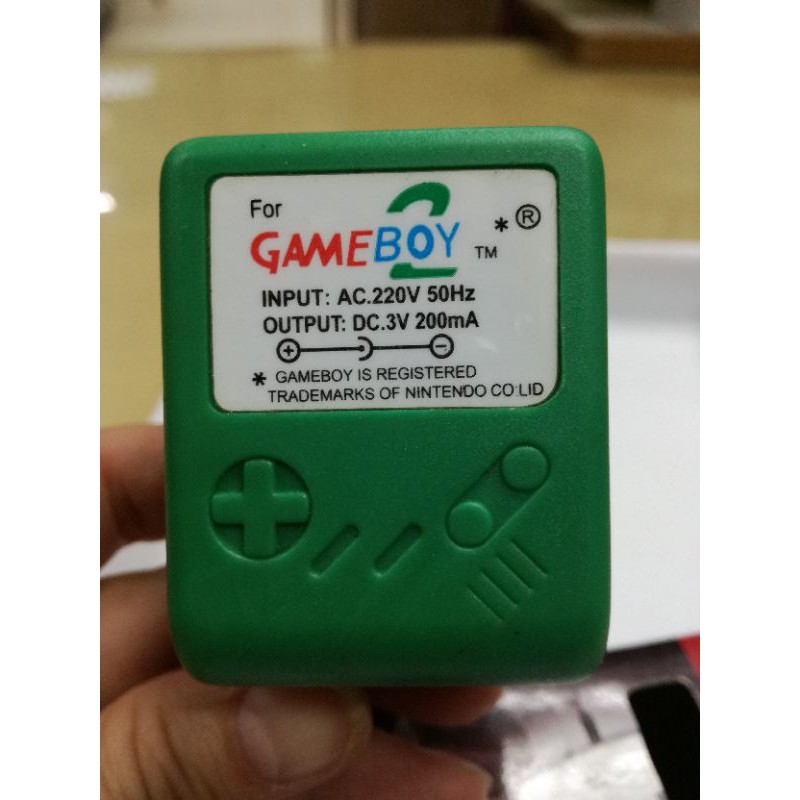 For
GAMEBOY 2 ™ * ®
INPUT: AC.220V 50Hz
OUTPUT: DC.3V 200mA
+ −
* GAMEBOY IS REGISTERED
TRADEMARKS OF NINTENDO CO:LID